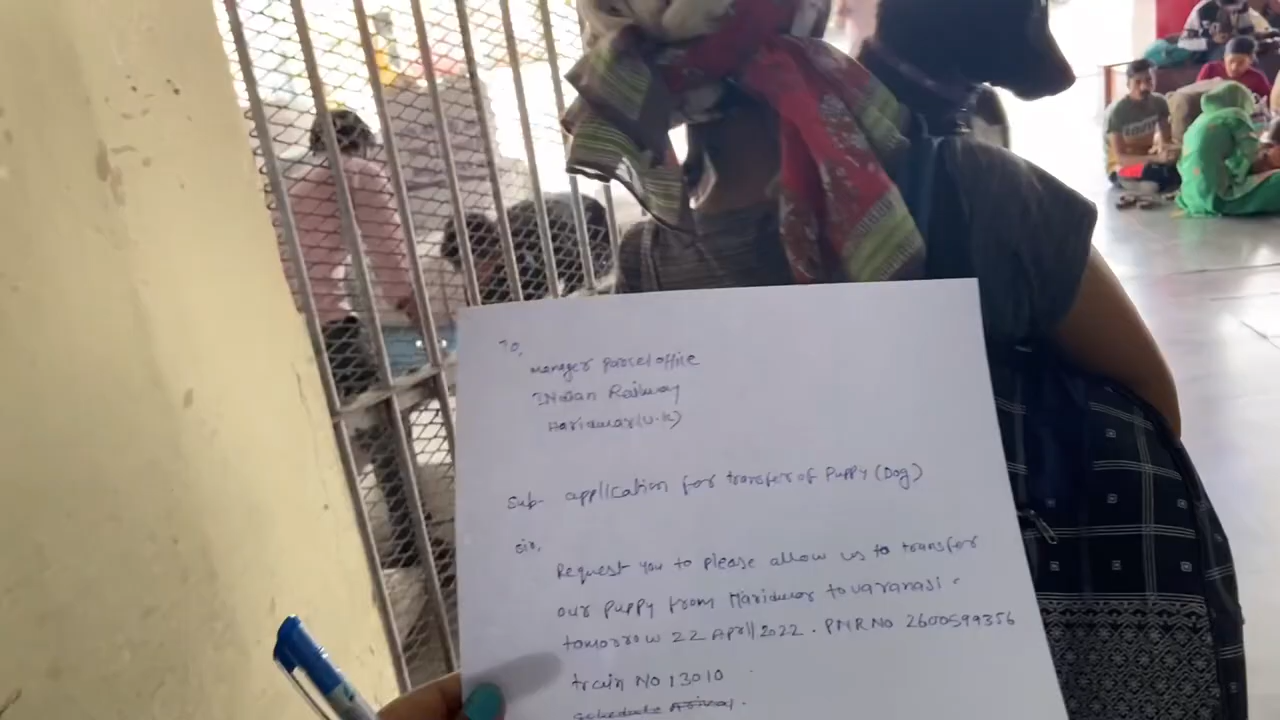 To,
Manager Parcel office
Indian Railway
Haridwar (U.K)
Sub- application for transfer of Puppy (Dog)
Sir,
Request you to please allow us to transfer
our puppy from Haridwar to varanasi
tomorrow 22 April 2022. PNR NO 2600599356
train NO 13010